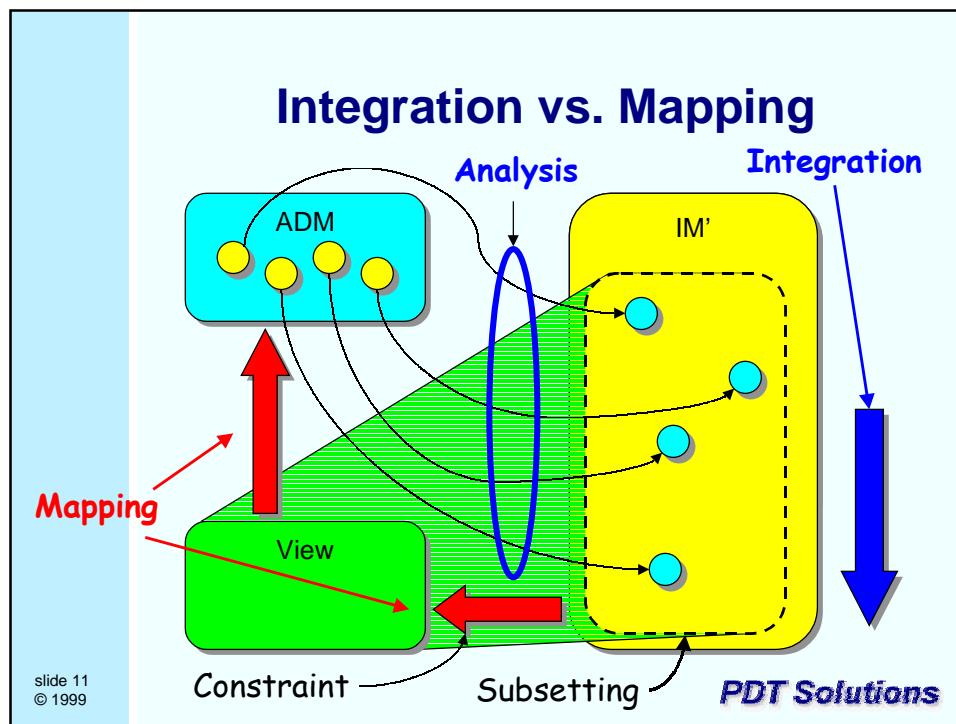 Integration vs. Mapping
Analysis
Integration
ADM
IM'
Mapping
View
Constraint
Subsetting
slide 11
© 1999
PDT Solutions